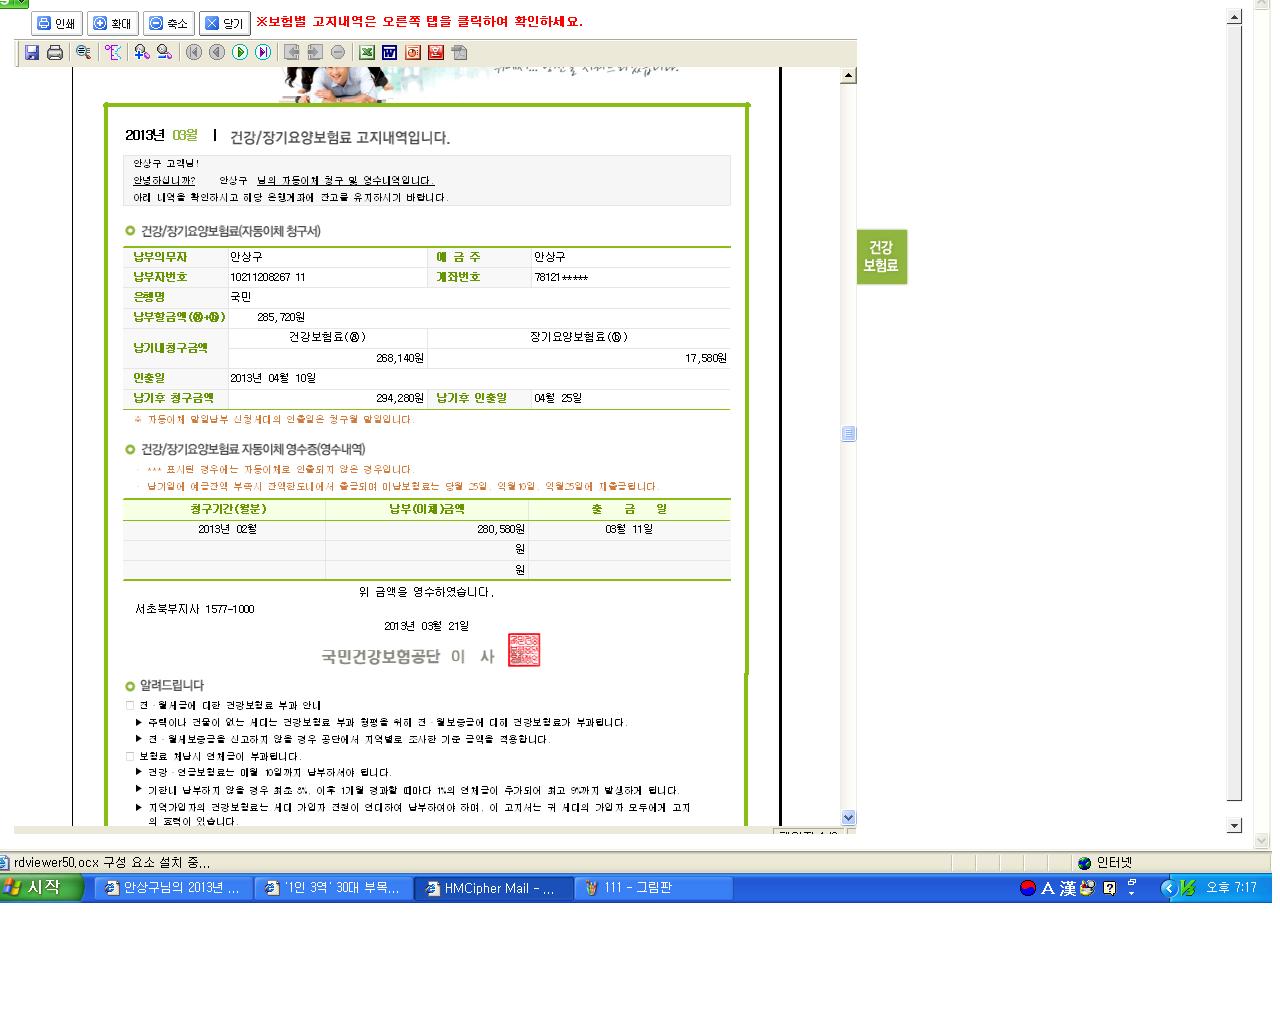 인쇄 확대 축소 닫기 ※보험별 고지내역은 오른쪽 탭을 클릭하여 확인하세요.
2013년 03월 | 건강/장기요양보험료 고지내역입니다.
안상구 고객님!
안녕하십니까? 안상구 님의 자동이체 청구 및 영수내역입니다.
아래 내역을 확인하시고 해당 은행계좌에 잔고를 유지하시기 바랍니다.
건강/장기요양보험료(자동이체 청구서)
납부의무자 안상구 예 금 주 안상구
납부자번호 10211208267 11 계좌번호 78121*****
은행명 국민
납부할금액(㉮+㉯) 285,720원
납기내청구금액 건강보험료(㉮) 장기요양보험료(㉯)
268,140원 17,580원
인출일 2013년 04월 10일
납기후 청구금액 294,280원 납기후 인출일 04월 25일
※ 자동이체 말일납부 신청세대의 인출일은 청구월 말일입니다.
건강/장기요양보험료 자동이체 영수증(영수내역)
· *** 표시된 경우에는 자동이체로 인출되지 않은 경우입니다.
· 납기일에 예금잔액 부족시 잔액한도내에서 출금되며 미납보험료는 당월 25일, 익월10일, 익월25일에 재출금됩니다.
청구기간(월분) 납부(이체)금액 출 금 일
2013년 02월 280,580원 03월 11일
원
원
위 금액을 영수하였습니다.
서초북부지사 1577-1000
2013년 03월 21일
국민건강보험공단 이 사
알려드립니다
□ 전·월세금에 대한 건강보험료 부과 안내
▶ 주택이나 건물이 없는 세대는 건강보험료 부과 형평을 위해 전·월보증금에 대해 건강보험료가 부과됩니다.
▶ 전·월세보증금을 신고하지 않을 경우 공단에서 지역별로 조사한 기준 금액을 적용합니다.
□ 보험료 체납시 연체금이 부과됩니다.
▶ 건강·연금보험료는 매월 10일까지 납부하셔야 됩니다.
▶ 기한내 납부하지 않을 경우 최초 3%, 이후 1개월 경과할 때마다 1%의 연체금이 추가되어 최고 9%까지 발생하게 됩니다.
▶ 지역가입자의 건강보험료는 세대 가입자 전원이 연대하여 납부하여야 하며, 이 고지서는 귀 세대의 가입자 모두에게 고지
의 효력이 있습니다.
건강
보험료
rdviewer50.ocx 구성 요소 설치 중... 인터넷
시작 안상구님의 2013년 ... '1인 3역' 30대 부목... HMCipher Mail - ... 111 - 그림판 A 漢 오후 7:17